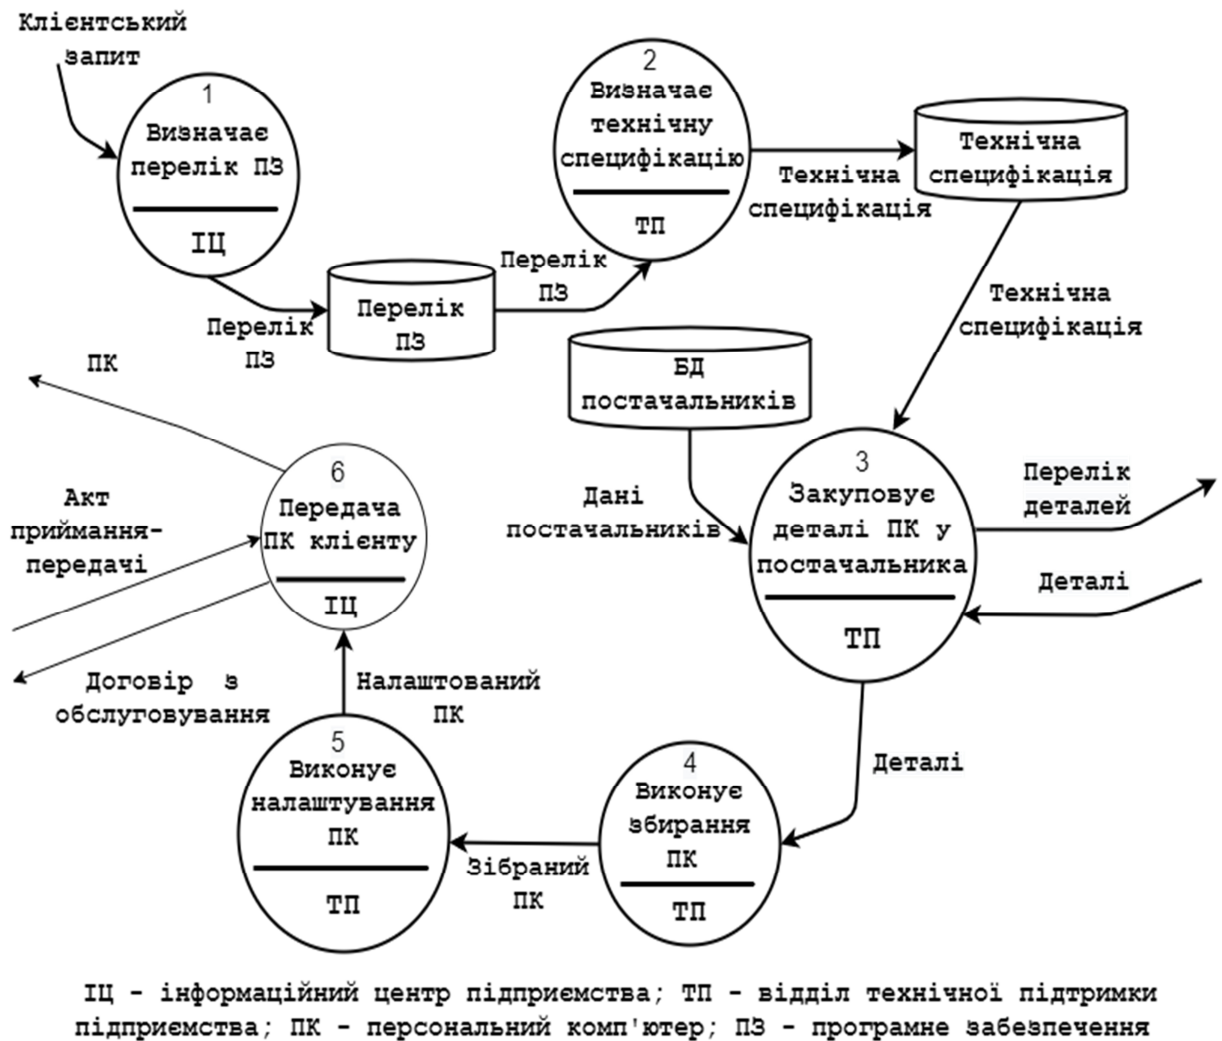 Клієнтський
запит
1
Визначає
перелік ПЗ
ІЦ
Перелік
ПЗ
Перелік
ПЗ
Перелік
ПЗ
2
Визначає
технічну
специфікацію
ТП
Технічна
специфікація
Технічна
специфікація
Технічна
специфікація
БД
постачальників
Дані
постачальників
3
Закуповує
деталі ПК у
постачальника
ТП
Перелік
деталей
Деталі
Деталі
4
Виконує
збирання
ПК
ТП
Зібраний
ПК
5
Виконує
налаштування
ПК
ТП
Налаштований
ПК
6
Передача
ПК клієнту
ІЦ
ПК
Акт
приймання-
передачі
Договір з
обслуговування
ІЦ - інформаційний центр підприємства; ТП - відділ технічної підтримки
підприємства; ПК - персональний комп'ютер; ПЗ - програмне забезпечення